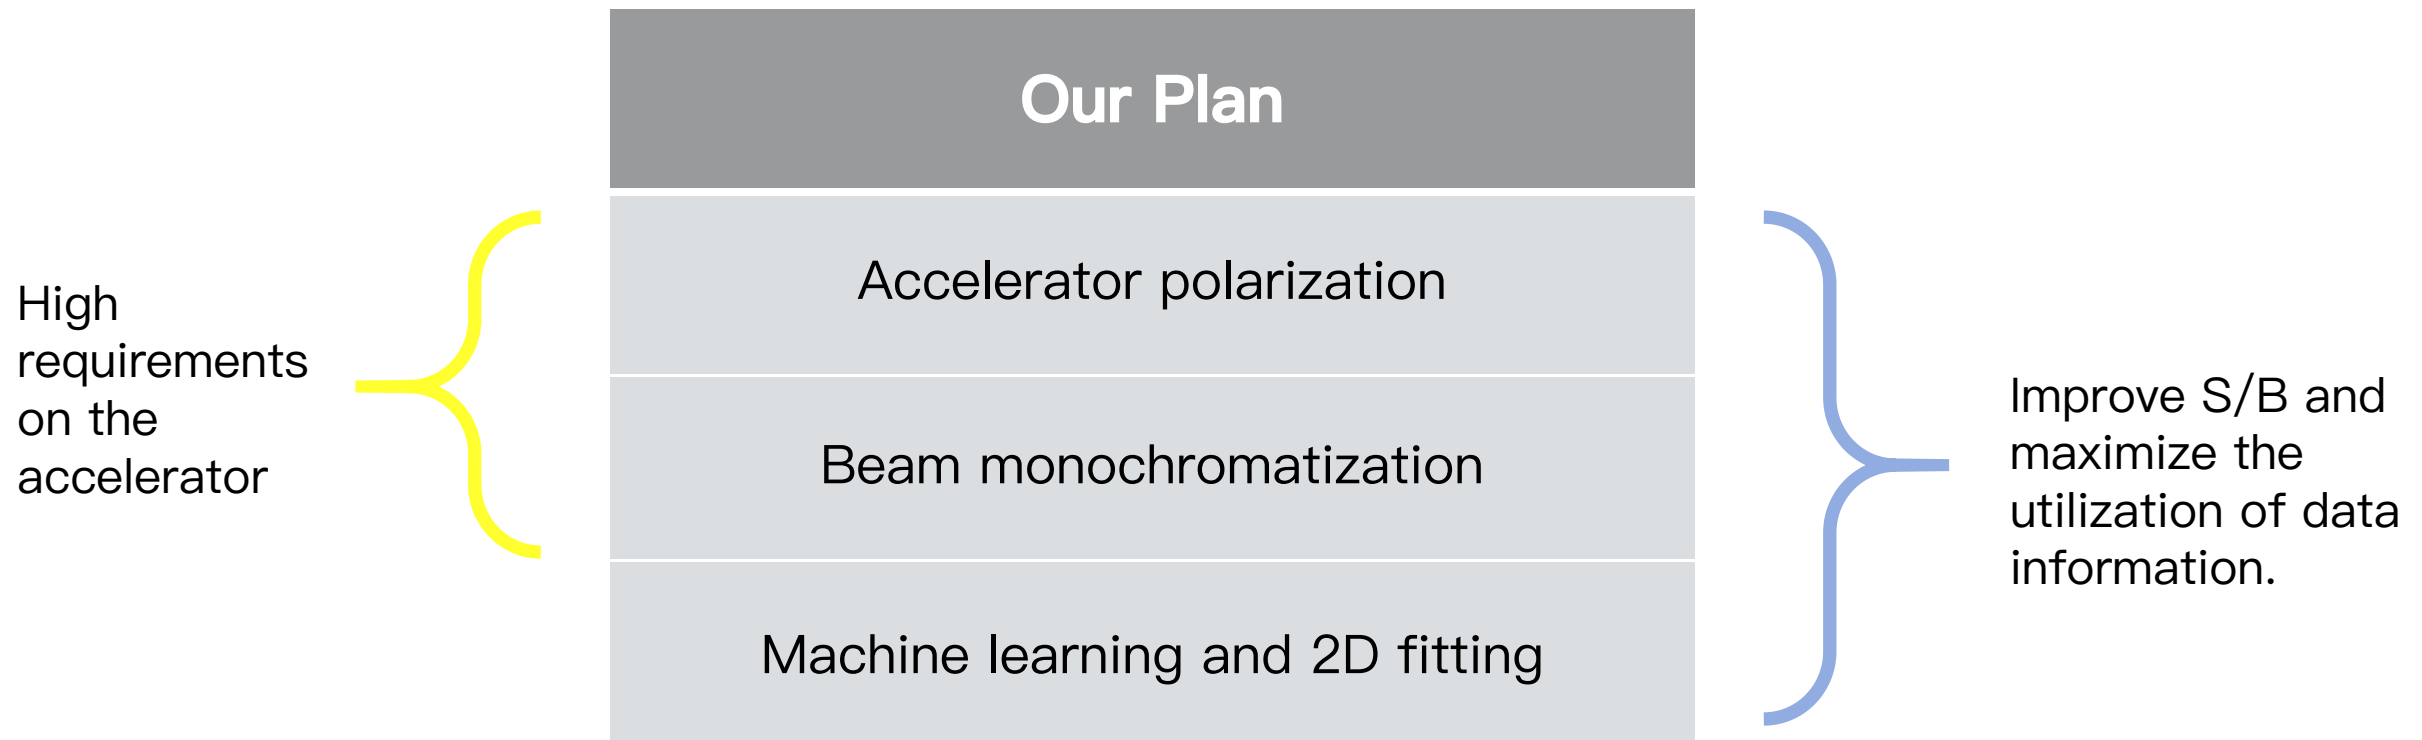 Our Plan
High
requirements
on the
accelerator
Accelerator polarization
Beam monochromatization
Machine learning and 2D fitting
Improve S/B and
maximize the
utilization of data
information.